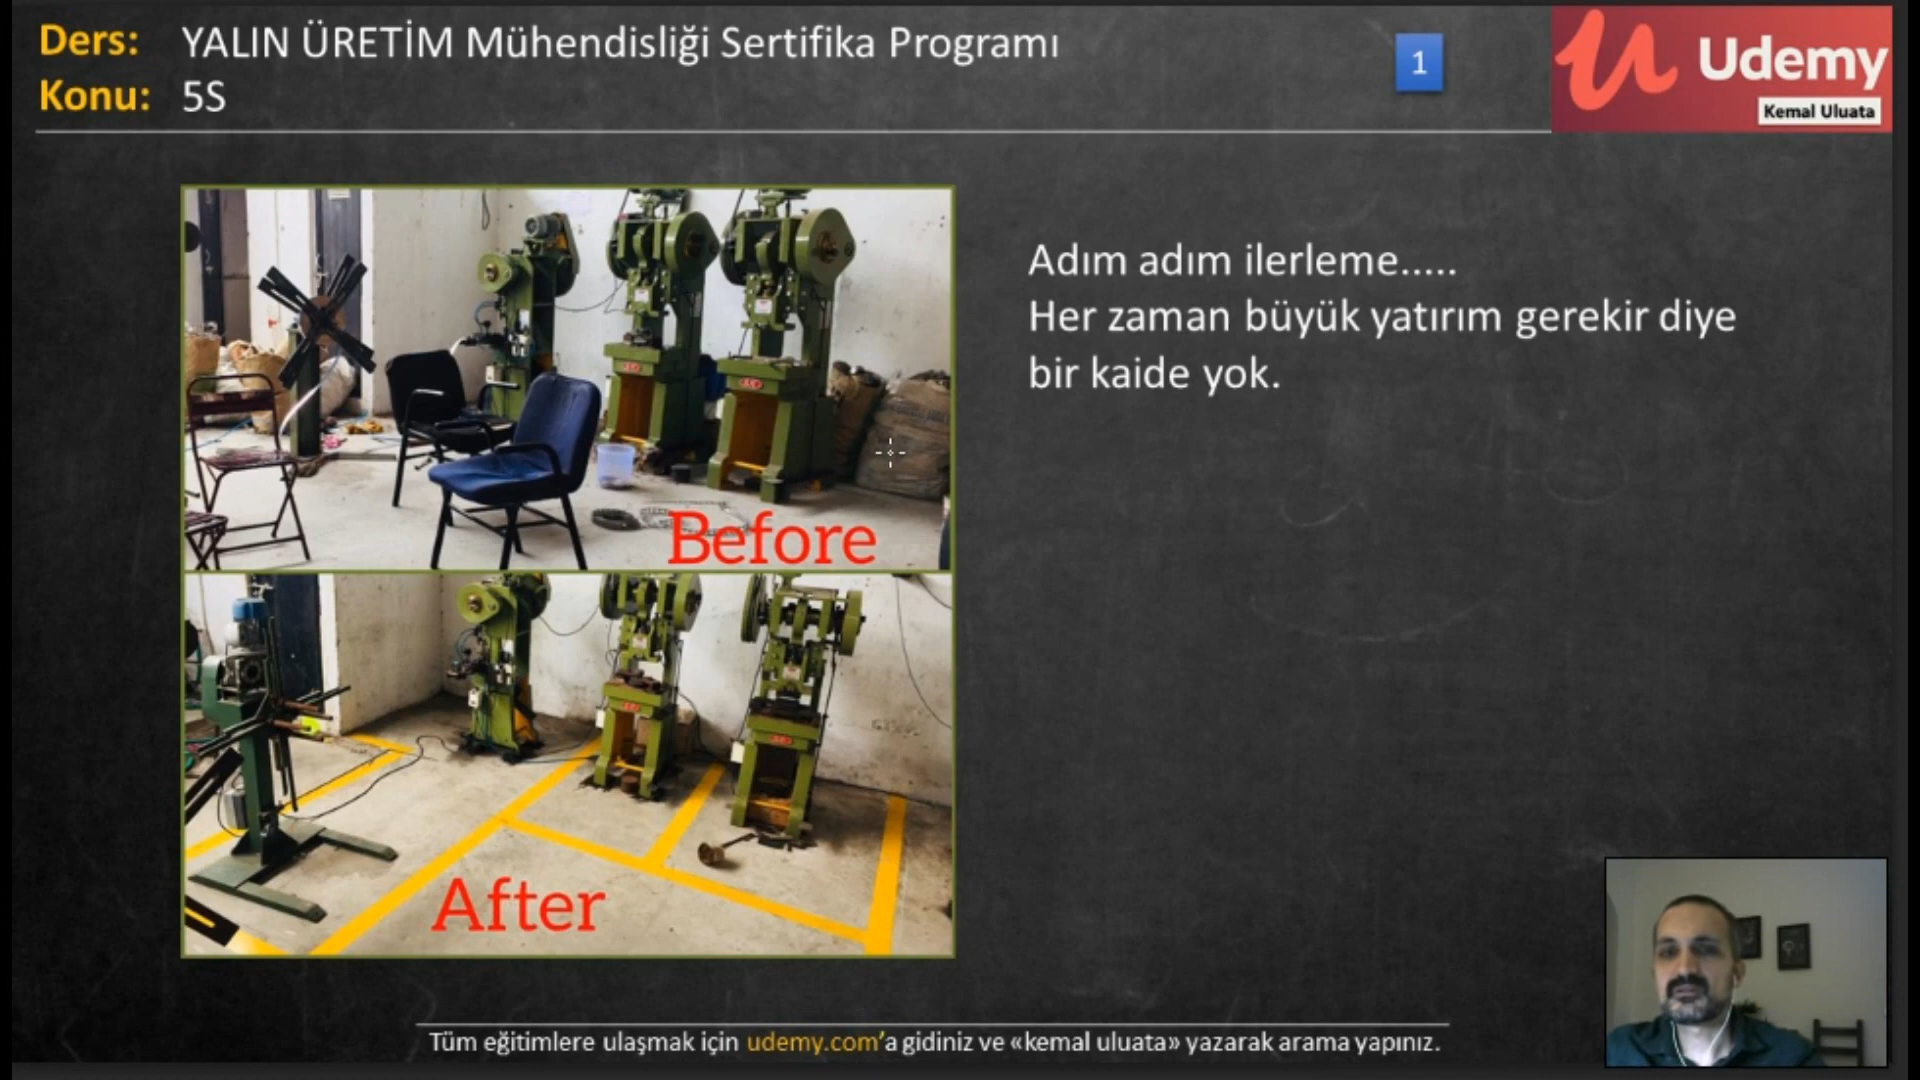 Ders: YALIN ÜRETİM Mühendisliği Sertifika Programı
Konu: 5S
1
Udemy
Kemal Uluata
Adım adım ilerleme.....
Her zaman büyük yatırım gerekir diye
bir kaide yok.
Before
After
Tüm eğitimlere ulaşmak için udemy.com'a gidiniz ve «kemal uluata» yazarak arama yapınız.